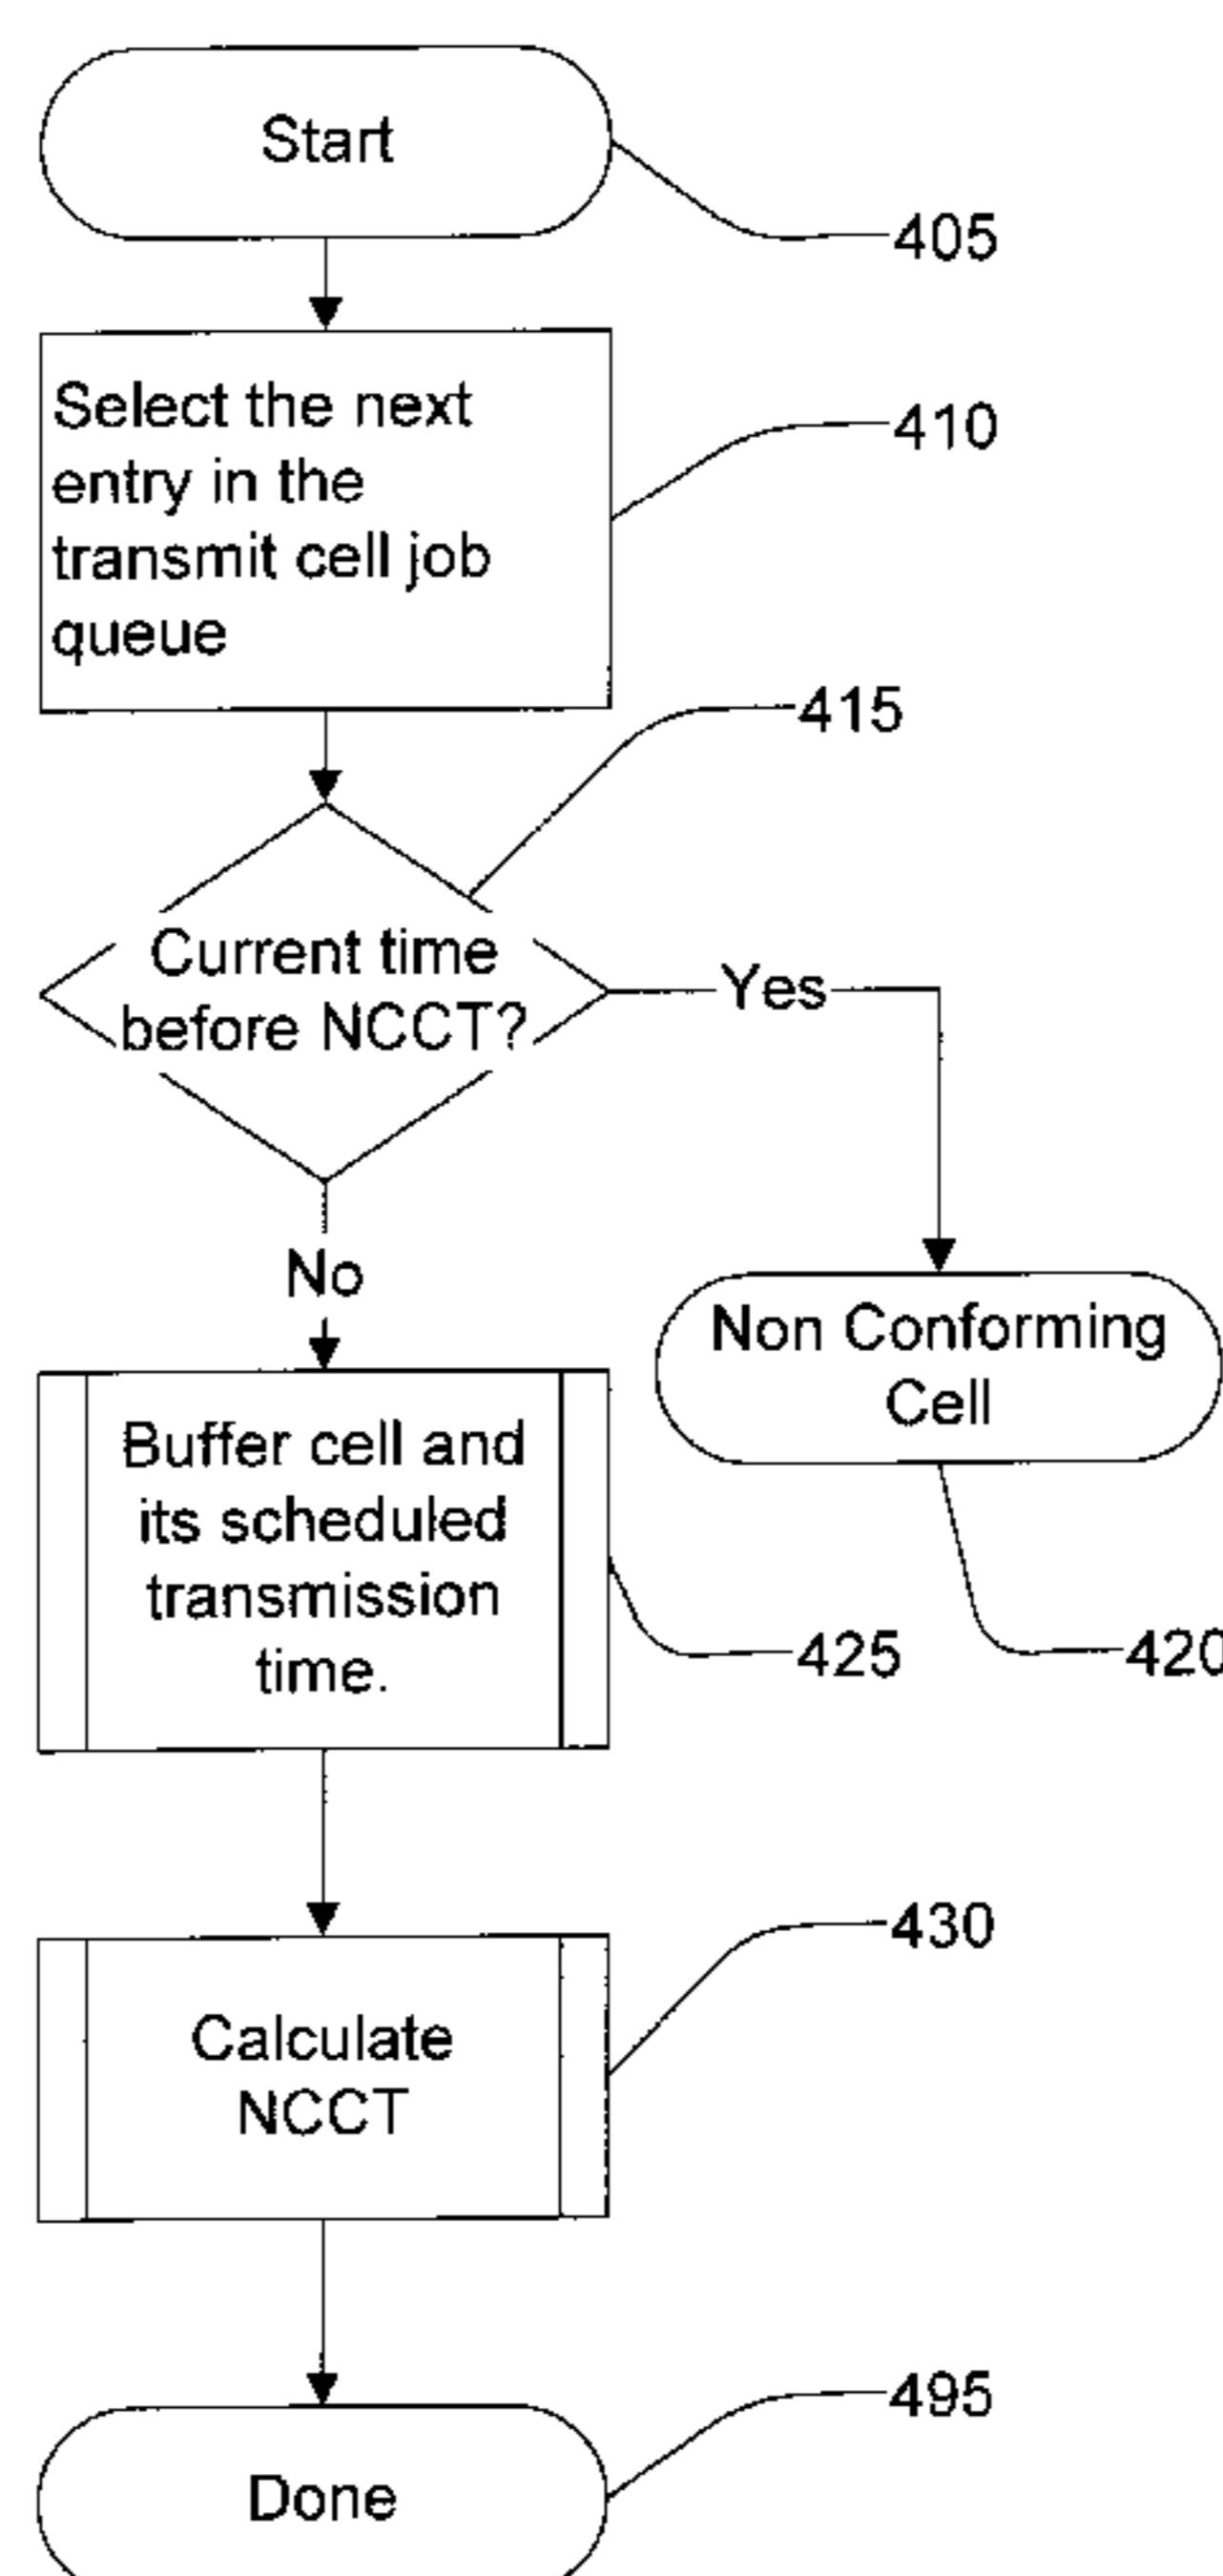 Start
405
Select the next
entry in the
transmit cell job
queue
410
415
Current time
before NCCT?
Yes
No
Non Conforming
Cell
420
Buffer cell and
its scheduled
transmission
time.
425
430
Calculate
NCCT
495
Done